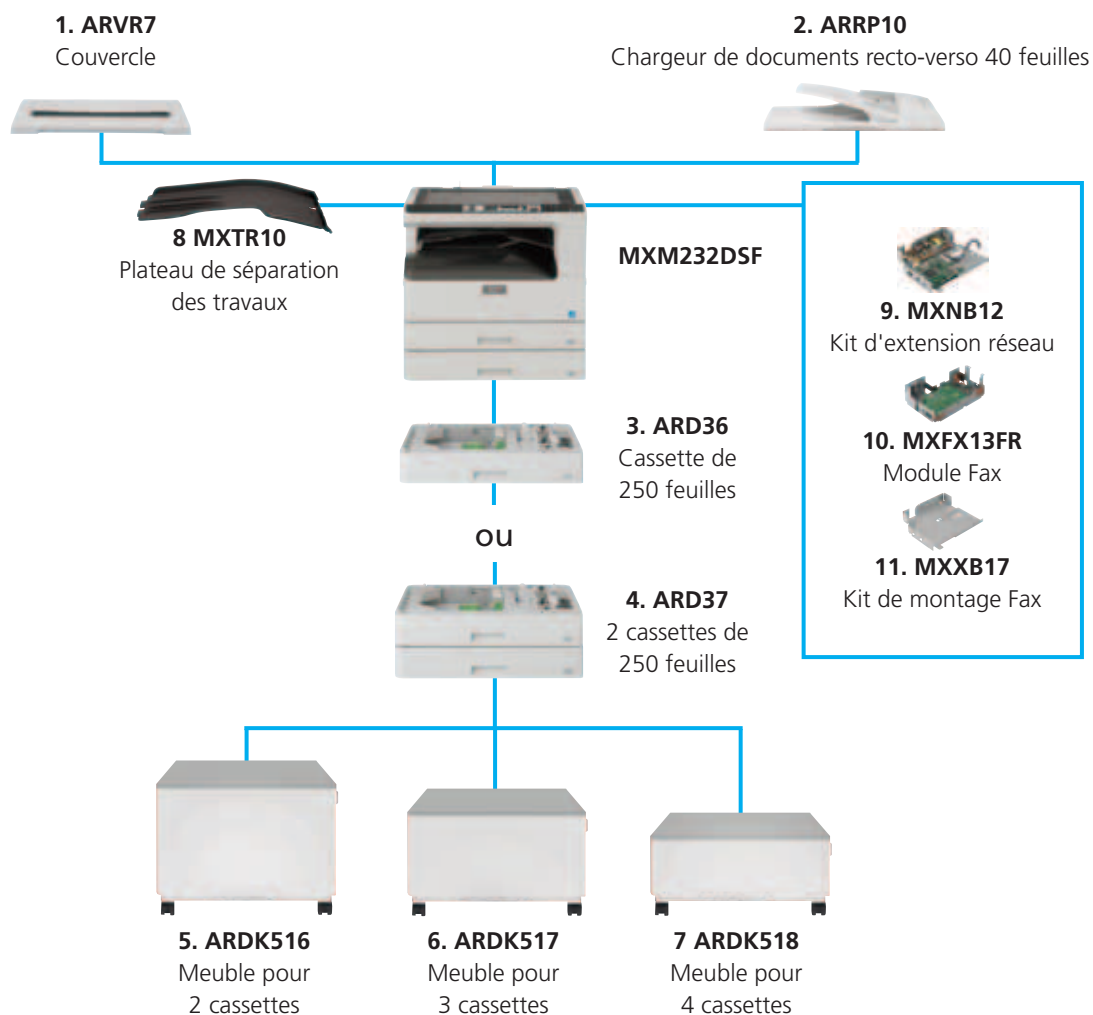 1. ARVR7
Couvercle
2. ARRP10
Chargeur de documents recto-verso 40 feuilles
8 MXTR10
Plateau de séparation
des travaux
MXM232DSF
9. MXNB12
Kit d'extension réseau
10. MXFX13FR
Module Fax
11. MXXB17
Kit de montage Fax
3. ARD36
Cassette de
250 feuilles
ou
4. ARD37
2 cassettes de
250 feuilles
5. ARDK516
Meuble pour
2 cassettes
6. ARDK517
Meuble pour
3 cassettes
7 ARDK518
Meuble pour
4 cassettes